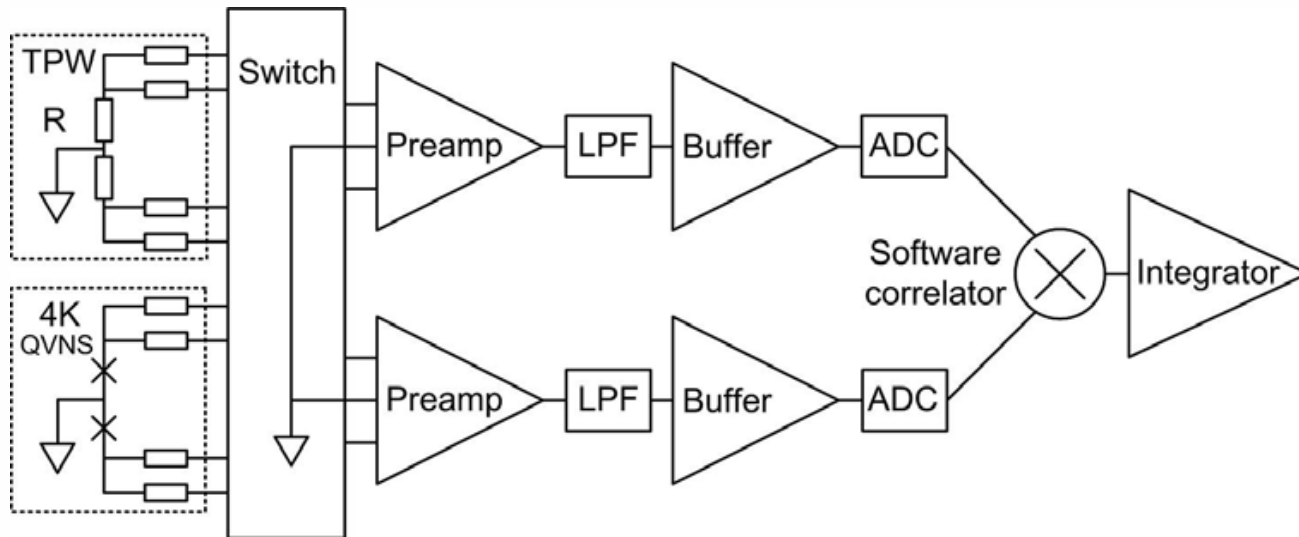 TPW
R
Switch
Preamp
LPF
Buffer
ADC
Software
correlator
Integrator
4K
QVNS
Preamp
LPF
Buffer
ADC